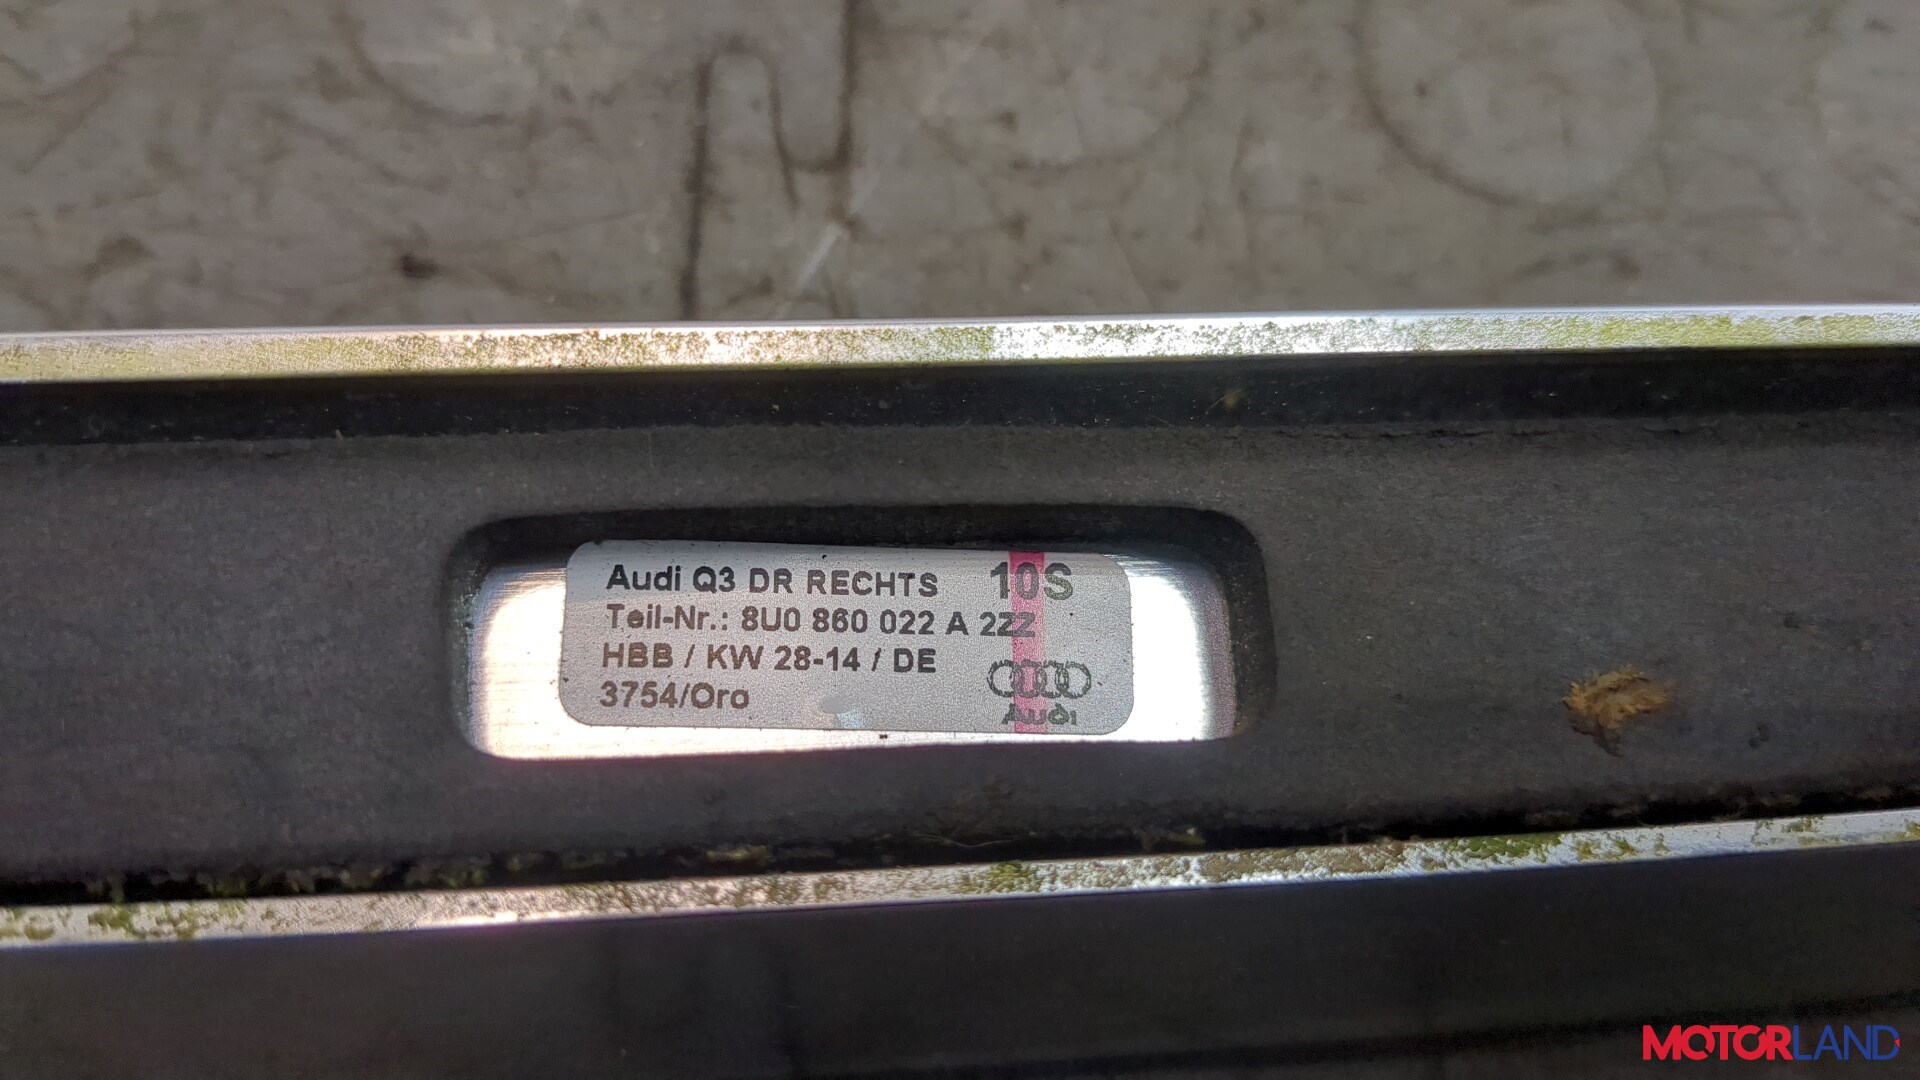 Audi Q3 DR RECHTS 10S
Teil-Nr.: 8U0 860 022 A 2ZZ
HBB / KW 28-14 / DE
3754/Oro
Audi
MOTORLAND